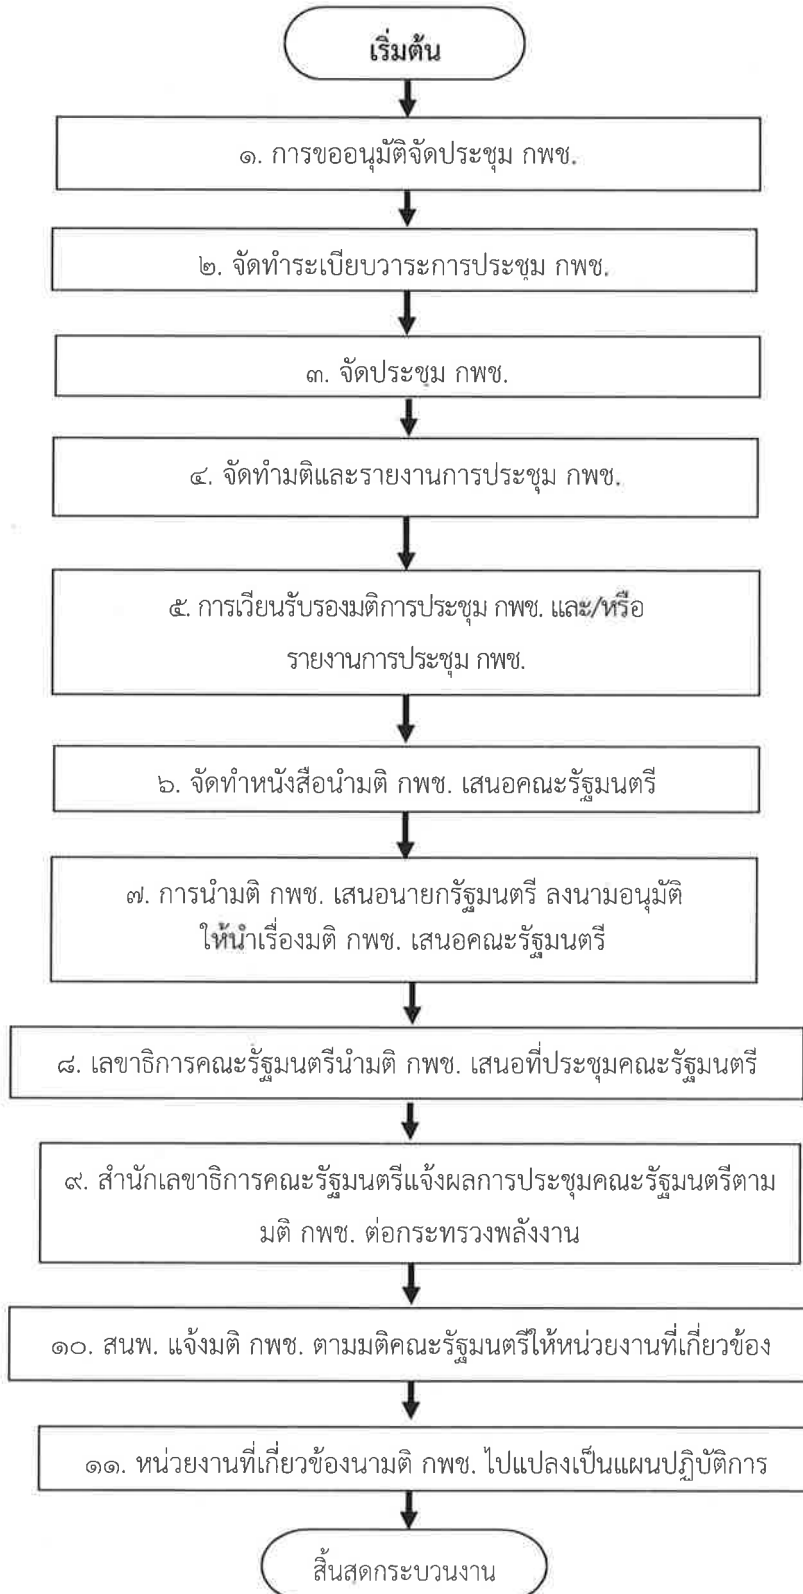 เริ่มต้น
๑. การขออนุมัติจัดประชุม กพช.
๒. จัดทำระเบียบวาระการประชุม กพช.
๓. จัดประชุม กพช.
๔. จัดทำมติและรายงานการประชุม กพช.
๕. การเวียนรับรองมติการประชุม กพช. และ/หรือ
รายงานการประชุม กพช.
๖. จัดทำหนังสือนำมติ กพช. เสนอคณะรัฐมนตรี
๗. การนำมติ กพช. เสนอนายกรัฐมนตรี ลงนามอนุมัติ
ให้นำเรื่องมติ กพช. เสนอคณะรัฐมนตรี
๘. เลขาธิการคณะรัฐมนตรีนำมติ กพช. เสนอที่ประชุมคณะรัฐมนตรี
๙. สำนักเลขาธิการคณะรัฐมนตรีแจ้งผลการประชุมคณะรัฐมนตรีตาม
มติ กพช. ต่อกระทรวงพลังงาน
๑๐. สนพ. แจ้งมติ กพช. ตามมติคณะรัฐมนตรีให้หน่วยงานที่เกี่ยวข้อง
๑๑. หน่วยงานที่เกี่ยวข้องนามติ กพช. ไปแปลงเป็นแผนปฏิบัติการ
สิ้นสุดกระบวนงาน